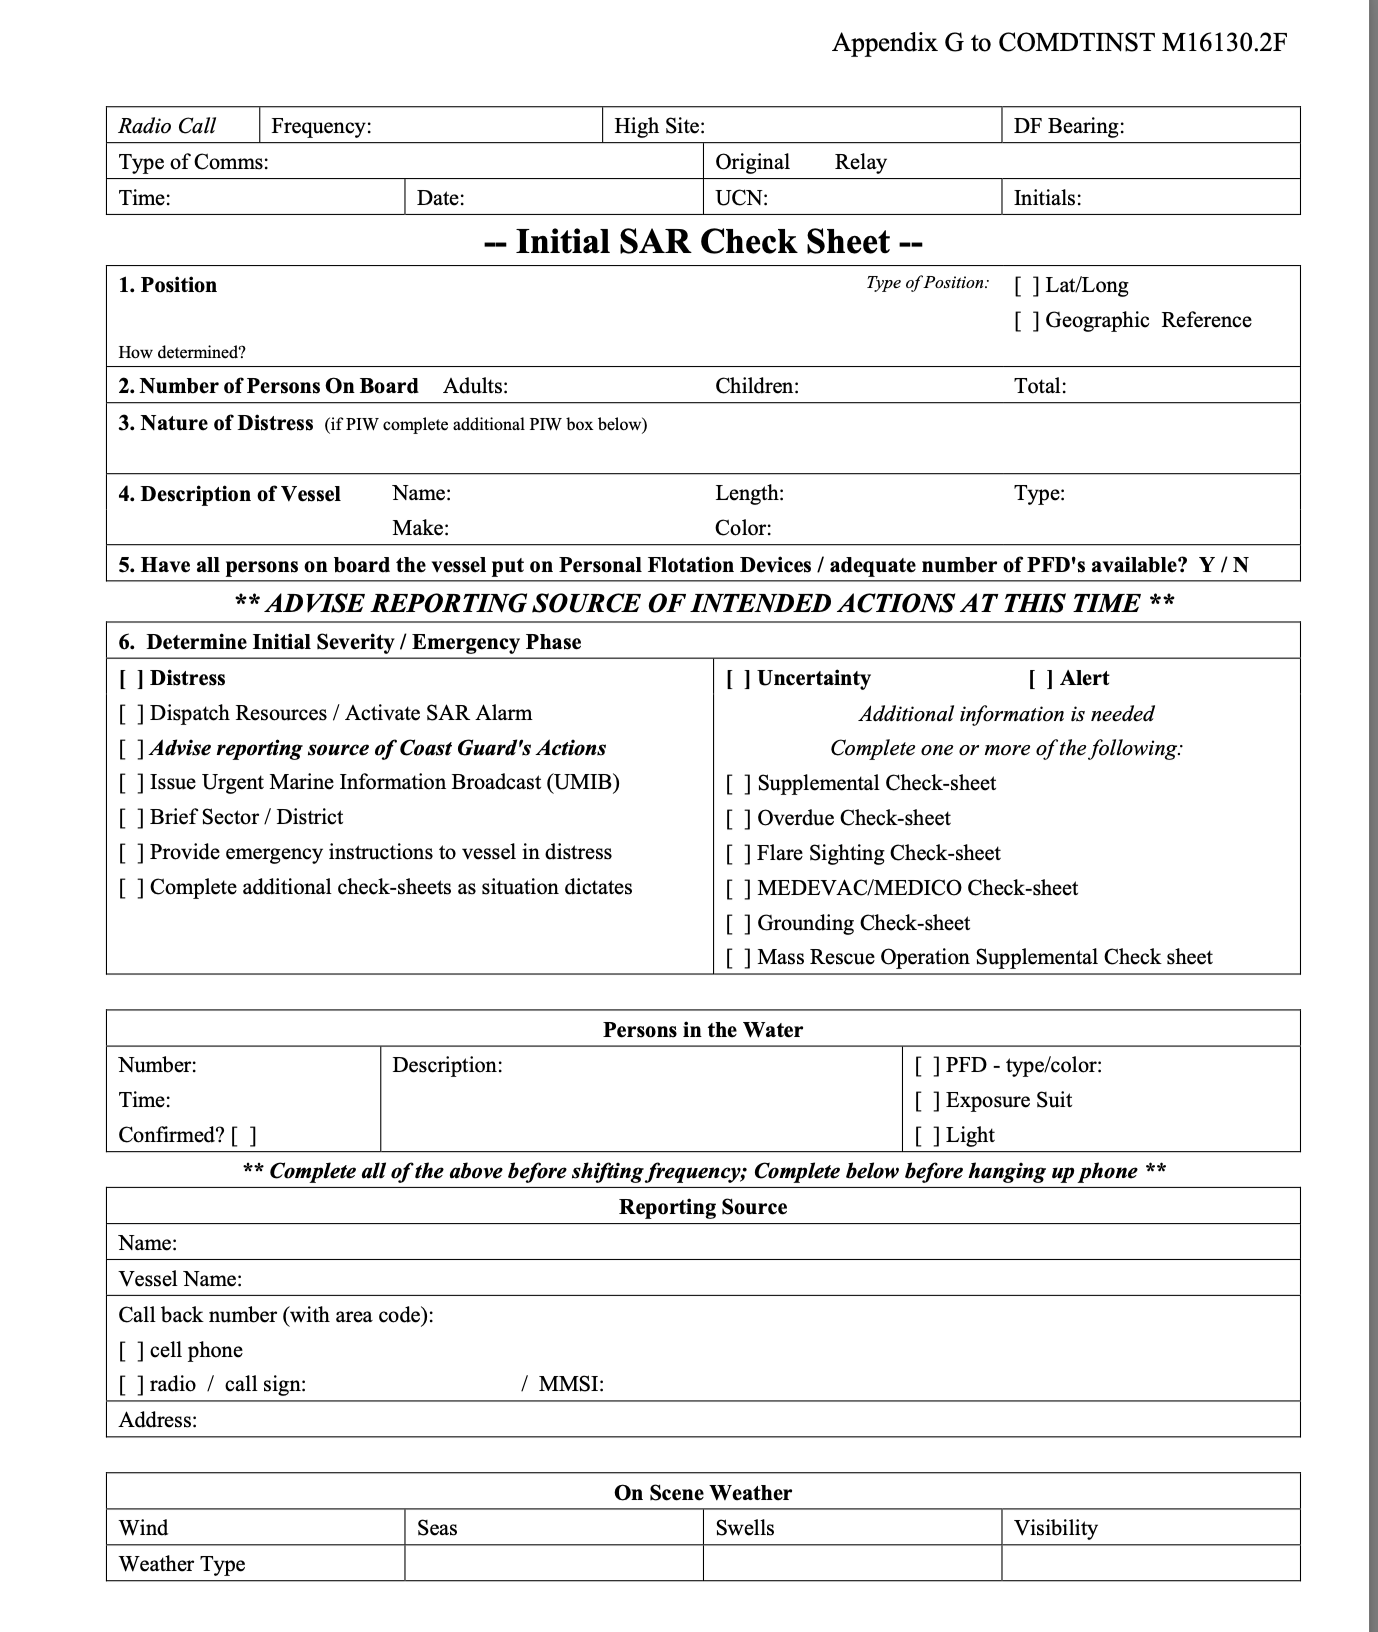 Appendix G to COMDTINST M16130.2F
Radio Call Frequency: High Site: DF Bearing:
Type of Comms: Original Relay
Time: Date: UCN: Initials:
-- Initial SAR Check Sheet --
1. Position Type of Position: [ ] Lat/Long
[ ] Geographic Reference
How determined?
2. Number of Persons On Board Adults: Children: Total:
3. Nature of Distress (if PIW complete additional PIW box below)
4. Description of Vessel Name: Length: Type:
Make: Color:
5. Have all persons on board the vessel put on Personal Flotation Devices / adequate number of PFD's available? Y / N
** ADVISE REPORTING SOURCE OF INTENDED ACTIONS AT THIS TIME **
6. Determine Initial Severity / Emergency Phase
[ ] Distress
[ ] Dispatch Resources / Activate SAR Alarm
[ ] Advise reporting source of Coast Guard's Actions
[ ] Issue Urgent Marine Information Broadcast (UMIB)
[ ] Brief Sector / District
[ ] Provide emergency instructions to vessel in distress
[ ] Complete additional check-sheets as situation dictates
[ ] Uncertainty [ ] Alert
Additional information is needed
Complete one or more of the following:
[ ] Supplemental Check-sheet
[ ] Overdue Check-sheet
[ ] Flare Sighting Check-sheet
[ ] MEDEVAC/MEDICO Check-sheet
[ ] Grounding Check-sheet
[ ] Mass Rescue Operation Supplemental Check sheet
Persons in the Water
Number:
Time:
Confirmed? [ ]
Description:
[ ] PFD - type/color:
[ ] Exposure Suit
[ ] Light
** Complete all of the above before shifting frequency; Complete below before hanging up phone **
Reporting Source
Name:
Vessel Name:
Call back number (with area code):
[ ] cell phone
[ ] radio / call sign: / MMSI:
Address:
On Scene Weather
Wind Seas Swells Visibility
Weather Type